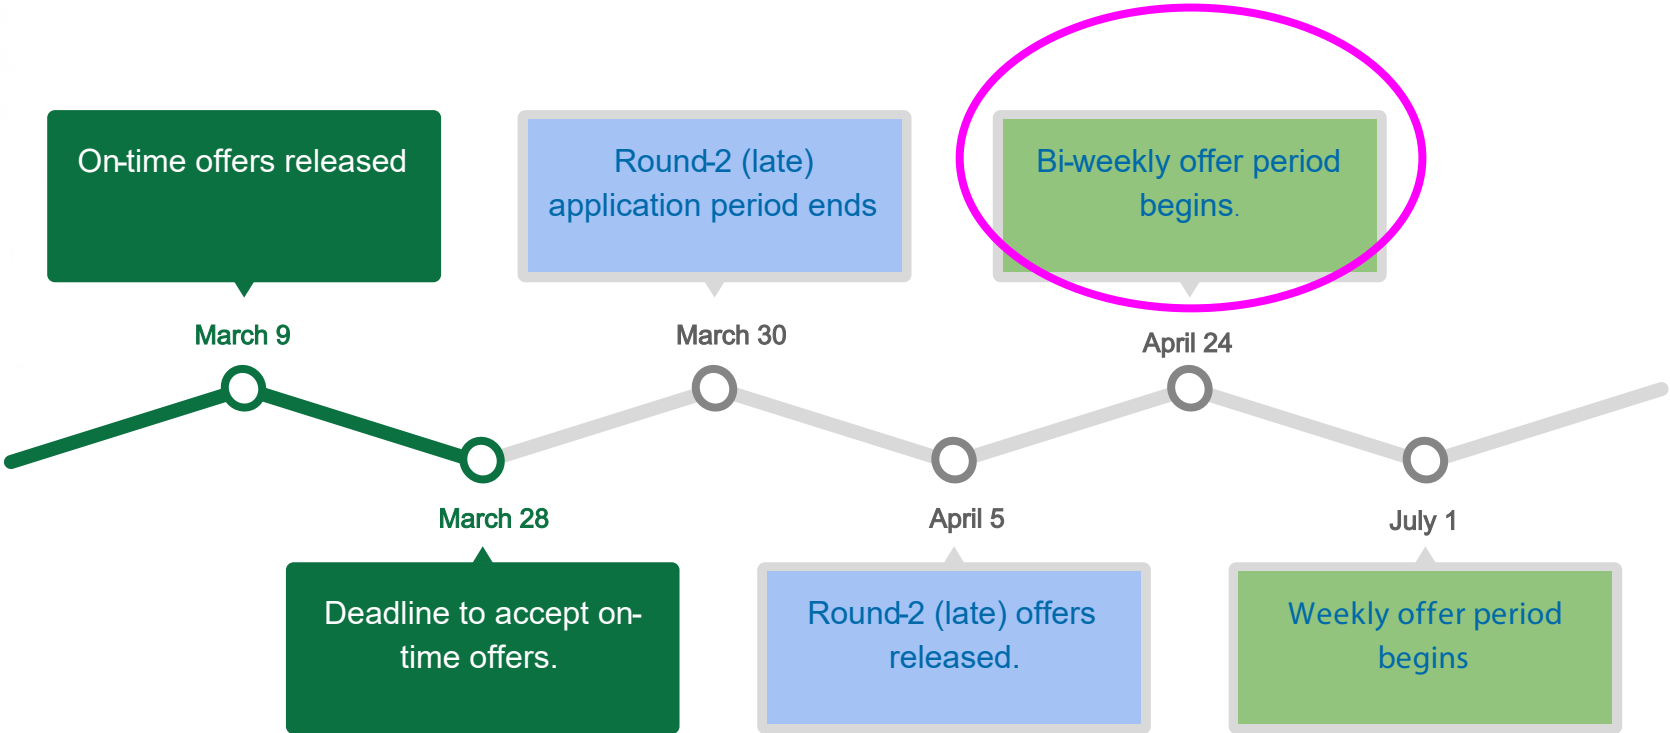 On-time offers released
March 9
March 28
Deadline to accept on-
time offers.
Round-2 (late)
application period ends
March 30
April 5
Round-2 (late) offers
released.
Bi-weekly offer period
begins.
April 24
July 1
Weekly offer period
begins